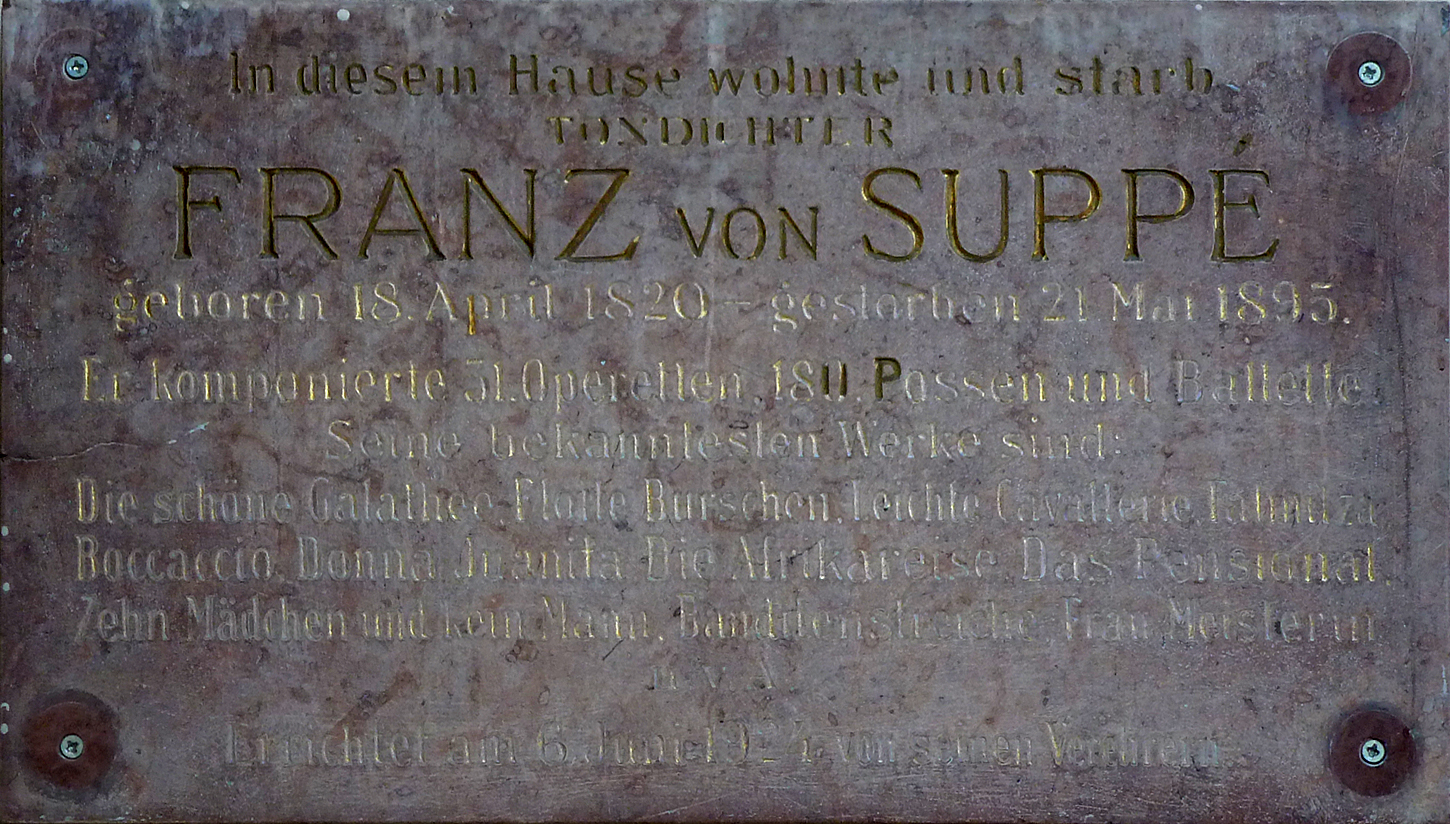 In diesem Hause wohnte und starb
TONDICHTER
FRANZ VON SUPPÉ
geboren 18. April 1820 – gestorben 21 Mai 1895.
Er komponierte 31. Operetten, 180. Possen und Ballette
Seine bekanntesten Werke sind:
Die schöne Galathee, Flotte Burschen, Leichte Cavallerie, Fatinitza
Boccaccio, Donna Juanita Die Afrikareise Das Pensionat,
Zehn Mädchen und kein Mann, Banditenstreiche Frau Meisterin
u. v. A
Errichtet am 6. Juni von seinen Verehrern